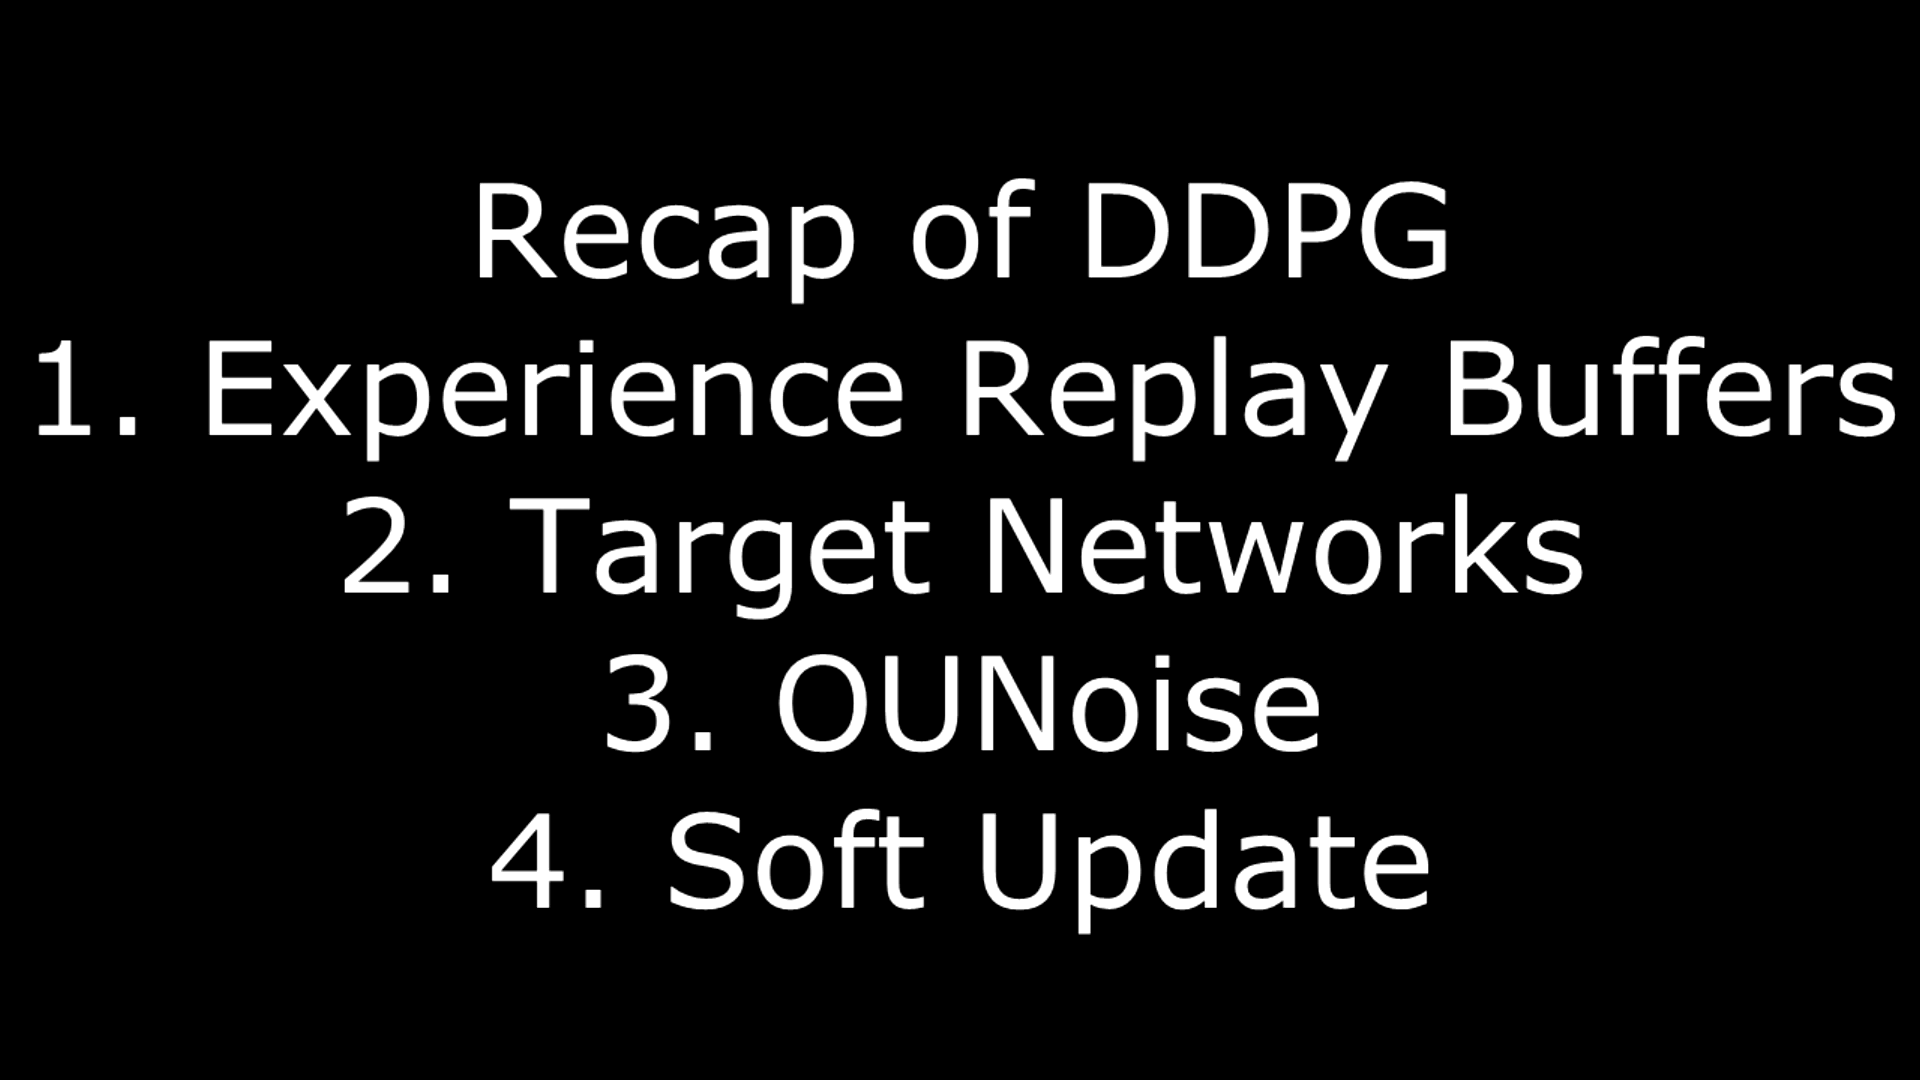 Recap of DDPG
1. Experience Replay Buffers
2. Target Networks
3. OUNoise
4. Soft Update